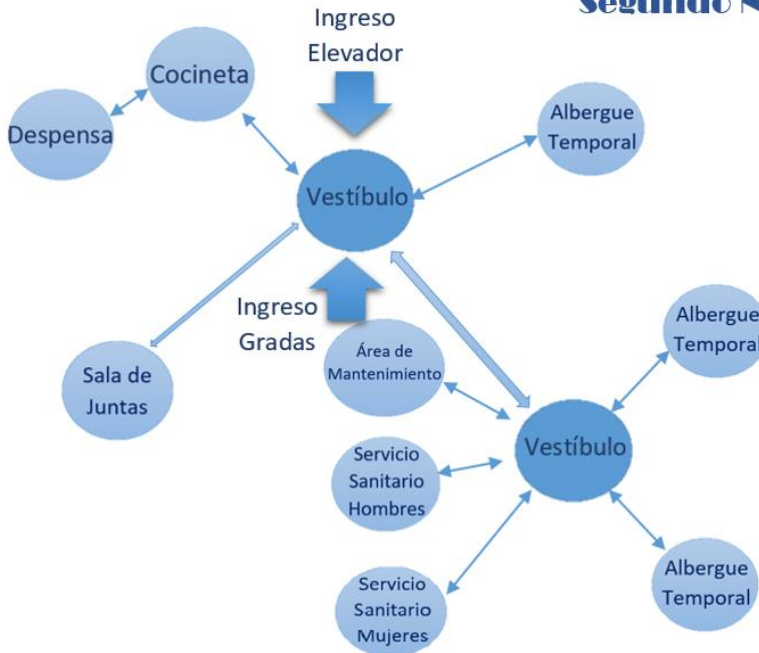 Segundo
Ingreso
Elevador
Cocineta
Despensa
Albergue
Temporal
Vestíbulo
Ingreso
Gradas
Área de
Mantenimiento
Sala de
Juntas
Albergue
Temporal
Vestíbulo
Servicio
Sanitario
Hombres
Albergue
Temporal
Servicio
Sanitario
Mujeres